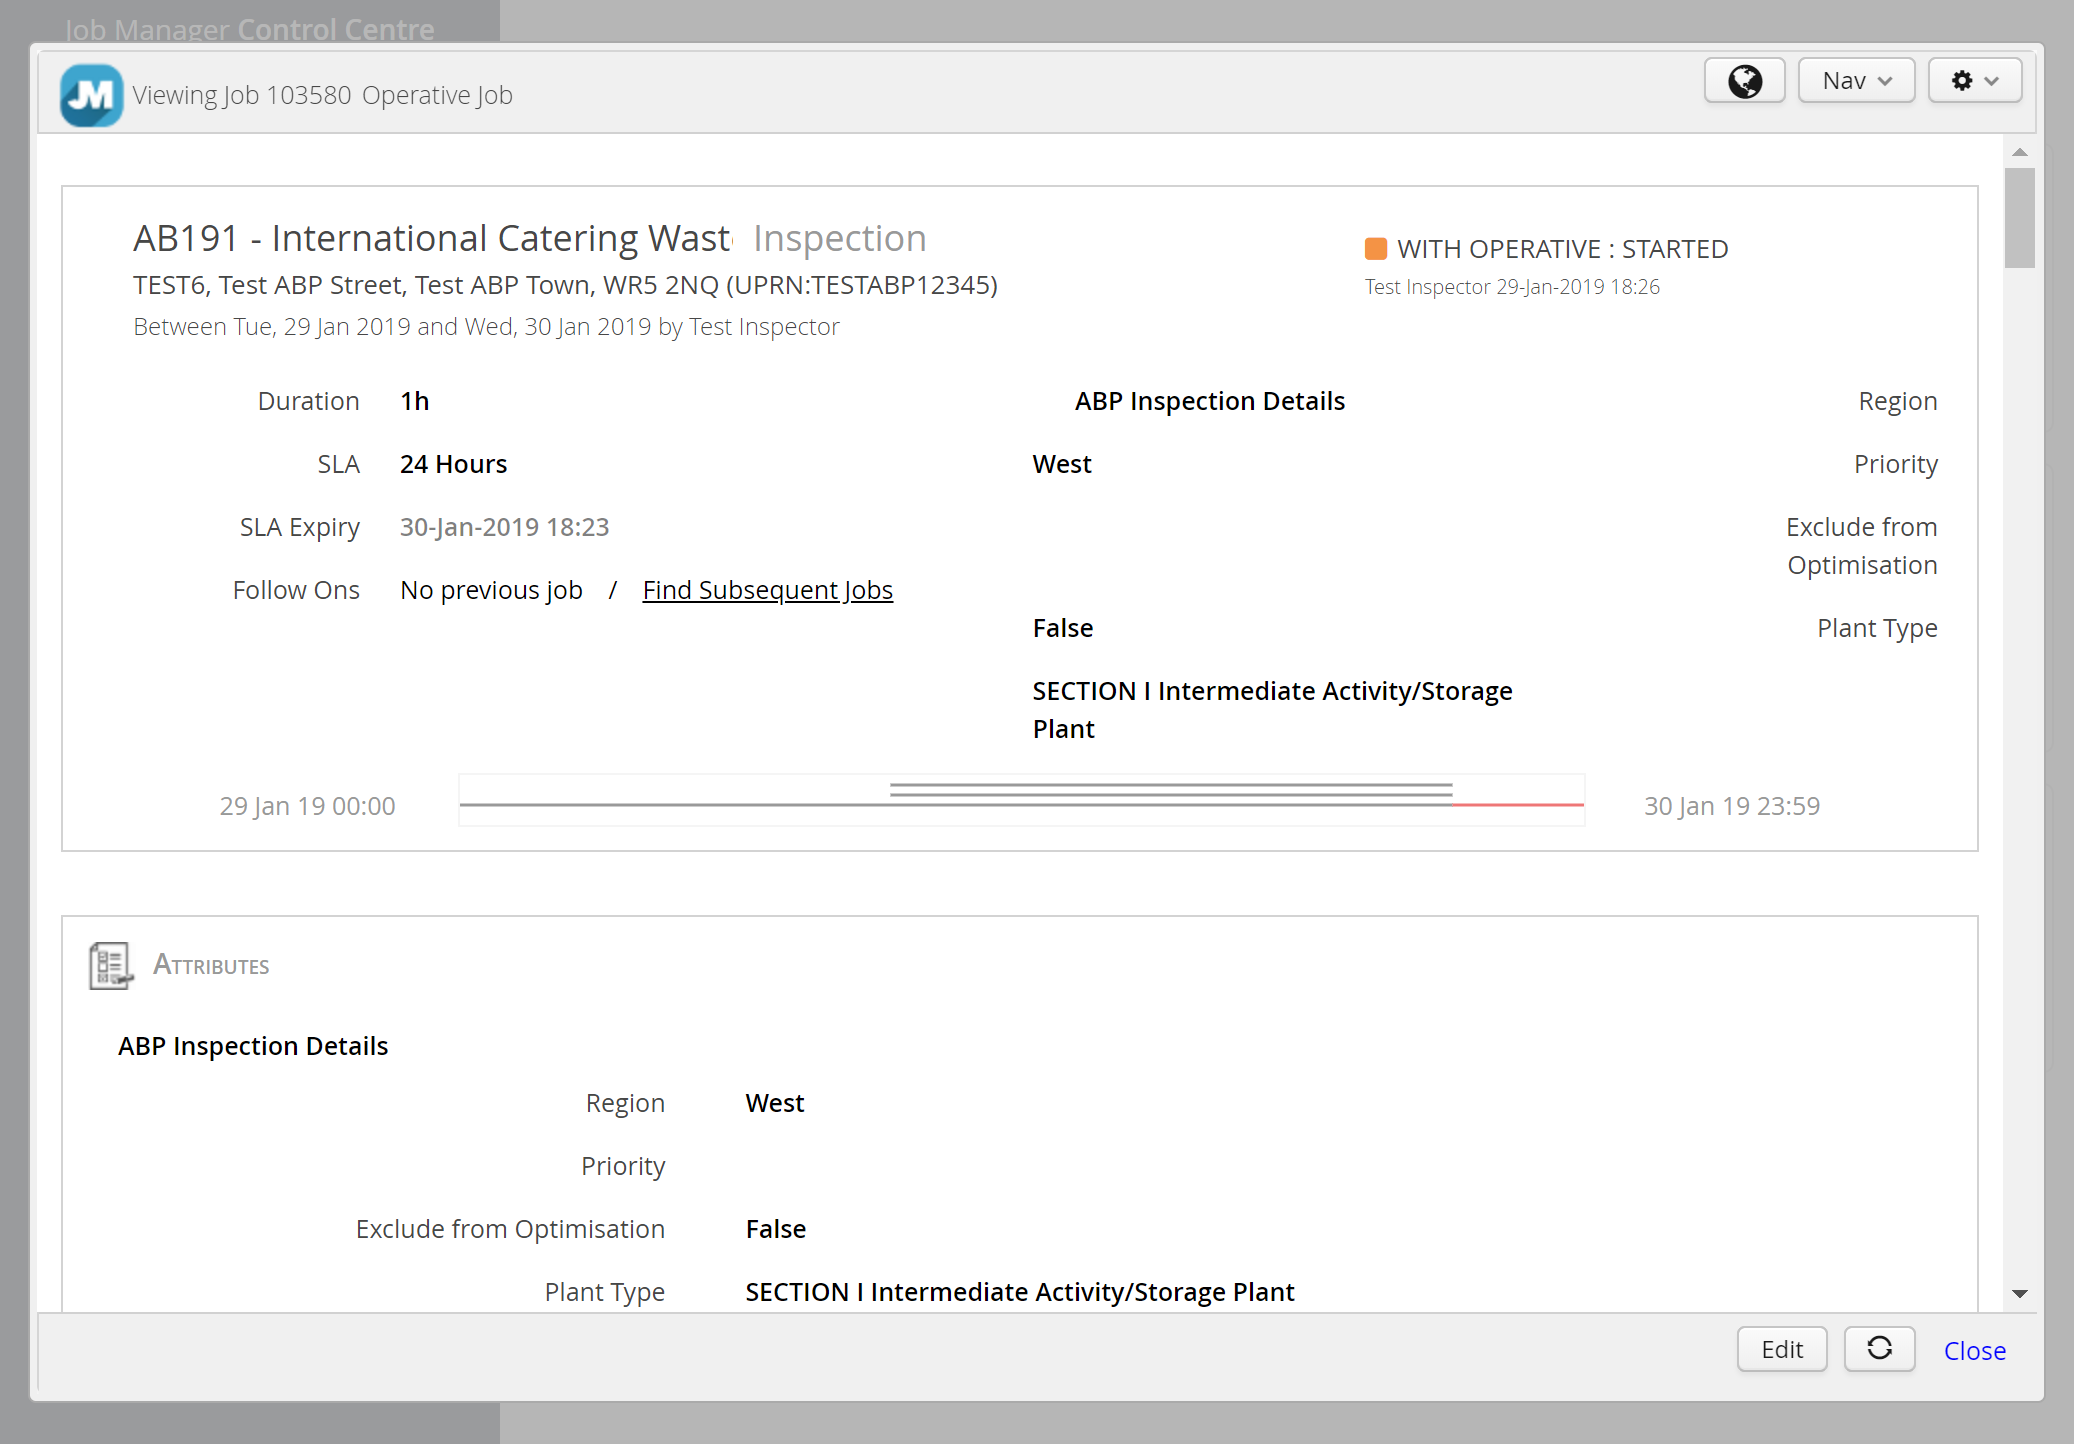 Job Manager Control Centre
JM
Viewing Job 103580 Operative Job
Nav
AB191 - International Catering Wast
Inspection
TEST6, Test ABP Street, Test ABP Town, WR5 2NQ (UPRN:TESTABP12345)
Between Tue, 29 Jan 2019 and Wed, 30 Jan 2019 by Test Inspector
WITH OPERATIVE : STARTED
Test Inspector 29-Jan-2019 18:26
Duration 1h
SLA 24 Hours
SLA Expiry 30-Jan-2019 18:23
Follow Ons No previous job / Find Subsequent Jobs
ABP Inspection Details Region
West Priority
Exclude from
Optimisation
False Plant Type
SECTION I Intermediate Activity/Storage
Plant
29 Jan 19 00:00 30 Jan 19 23:59
ATTRIBUTES
ABP Inspection Details
Region West
Priority
Exclude from Optimisation False
Plant Type SECTION I Intermediate Activity/Storage Plant
Edit Close